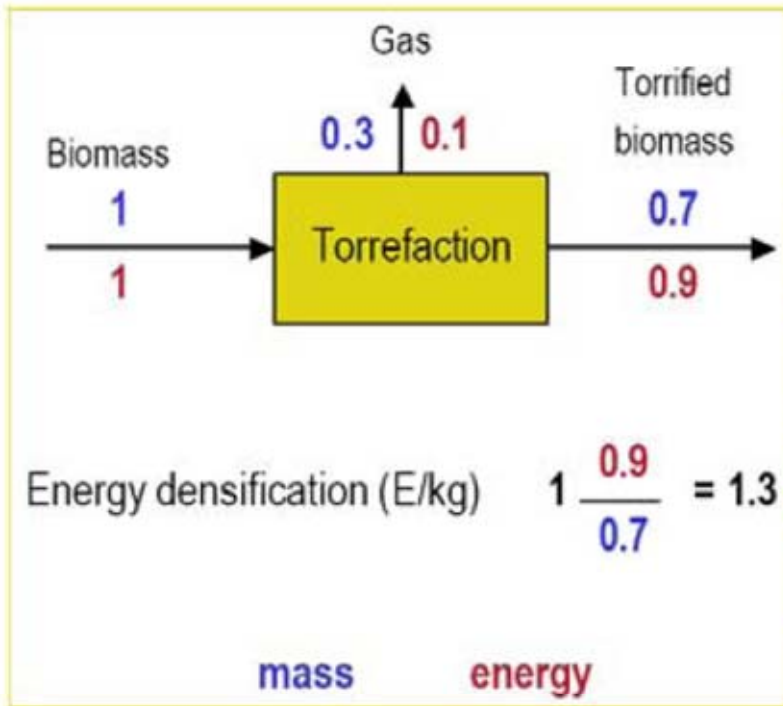 Gas
Torrified
biomass
Biomass
0.3 0.1
1
0.7
Torrefaction
1
0.9
Energy densification (E/kg) 1 0.9 = 1.3
0.7
mass energy